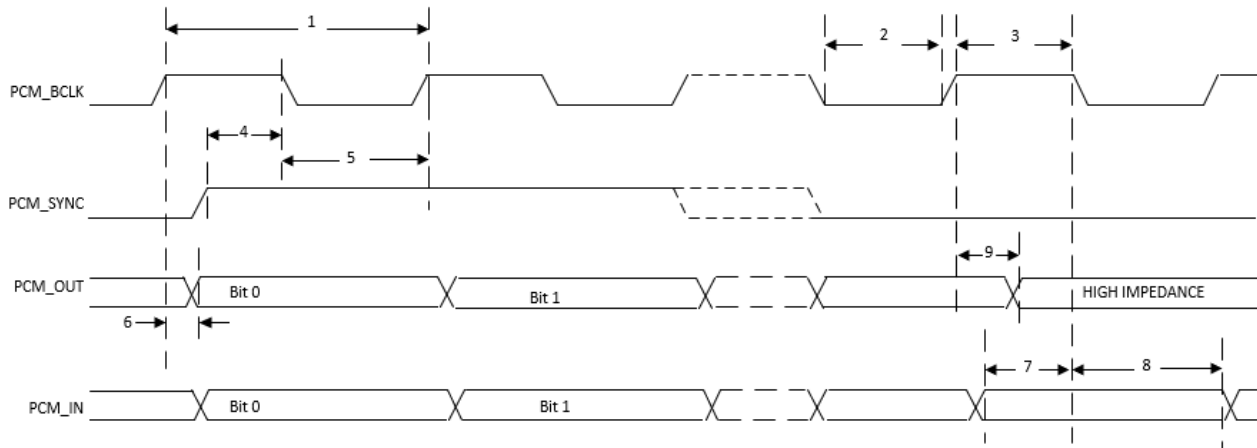 1
2
3
PCM_BCLK
4
5
PCM_SYNC
9
PCM_OUT
Bit 0
Bit 1
HIGH IMPEDANCE
6
7
8
PCM_IN
Bit 0
Bit 1